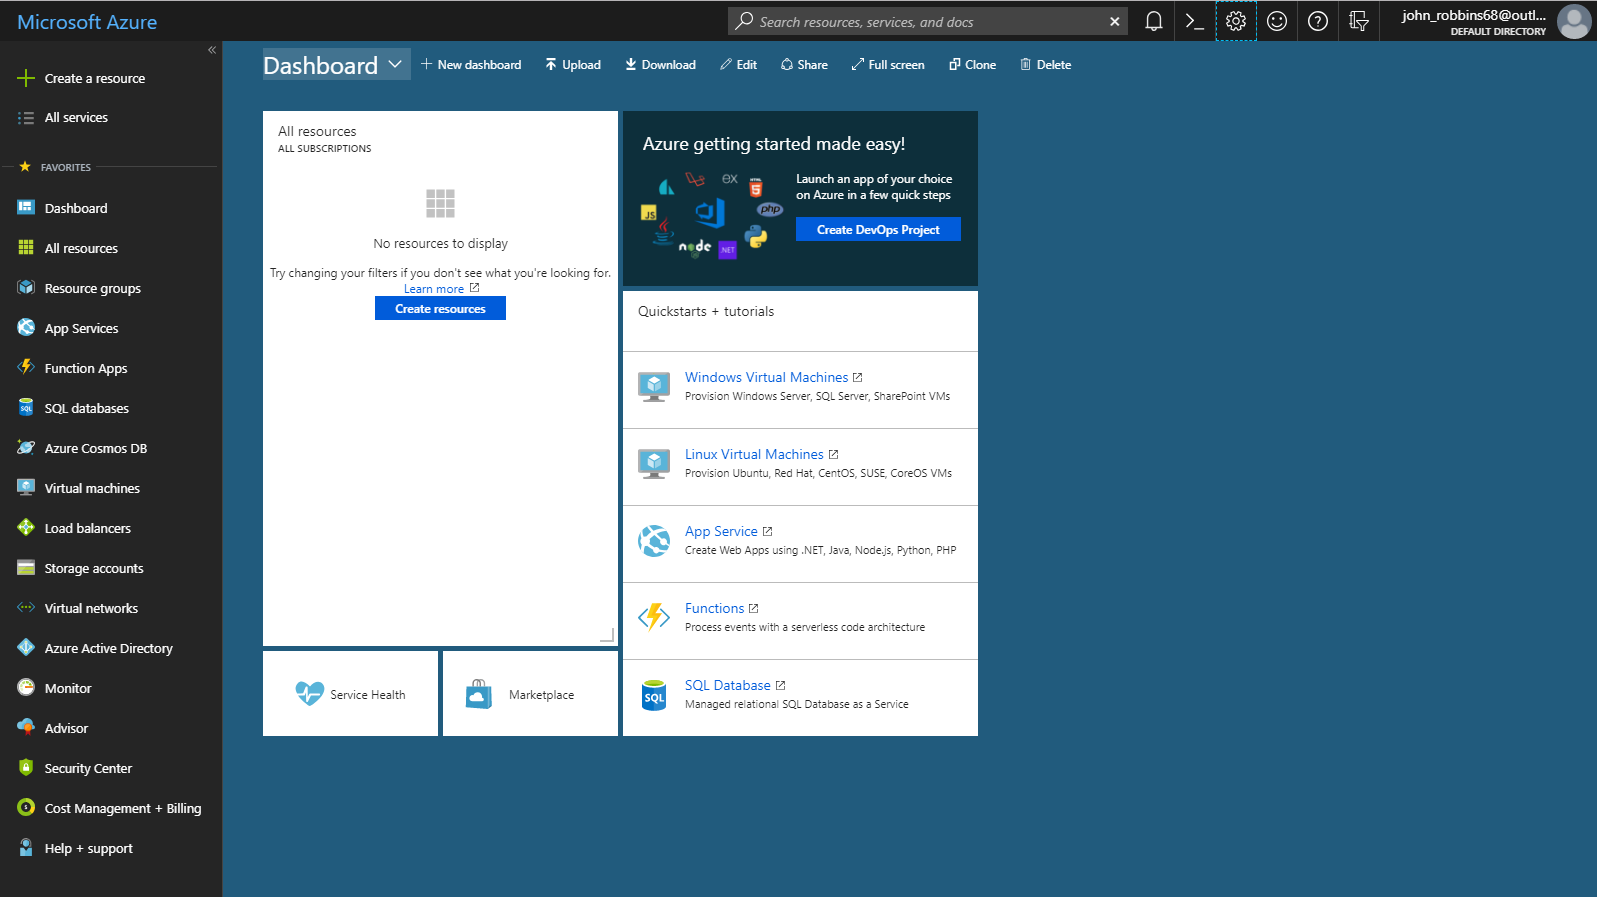 Microsoft Azure
Search resources, services, and docs
john_robbins68@outl...
DEFAULT DIRECTORY
Create a resource
All services
FAVORITES
Dashboard
All resources
Resource groups
App Services
Function Apps
SQL databases
Azure Cosmos DB
Virtual machines
Load balancers
Storage accounts
Virtual networks
Azure Active Directory
Monitor
Advisor
Security Center
Cost Management + Billing
Help + support
Dashboard
New dashboard
Upload
Download
Edit
Share
Full screen
Clone
Delete
All resources
ALL SUBSCRIPTIONS
No resources to display
Try changing your filters if you don't see what you're looking for.
Learn more
Create resources
Service Health
Marketplace
Azure getting started made easy!
EX
HTML
5
JS
php
node
.NET
Launch an app of your choice
on Azure in a few quick steps
Create DevOps Project
Quickstarts + tutorials
Windows Virtual Machines
Provision Windows Server, SQL Server, SharePoint VMs
Linux Virtual Machines
Provision Ubuntu, Red Hat, CentOS, SUSE, CoreOS VMs
App Service
Create Web Apps using .NET, Java, Node.js, Python, PHP
Functions
Process events with a serverless code architecture
SQL
SQL Database
Managed relational SQL Database as a Service